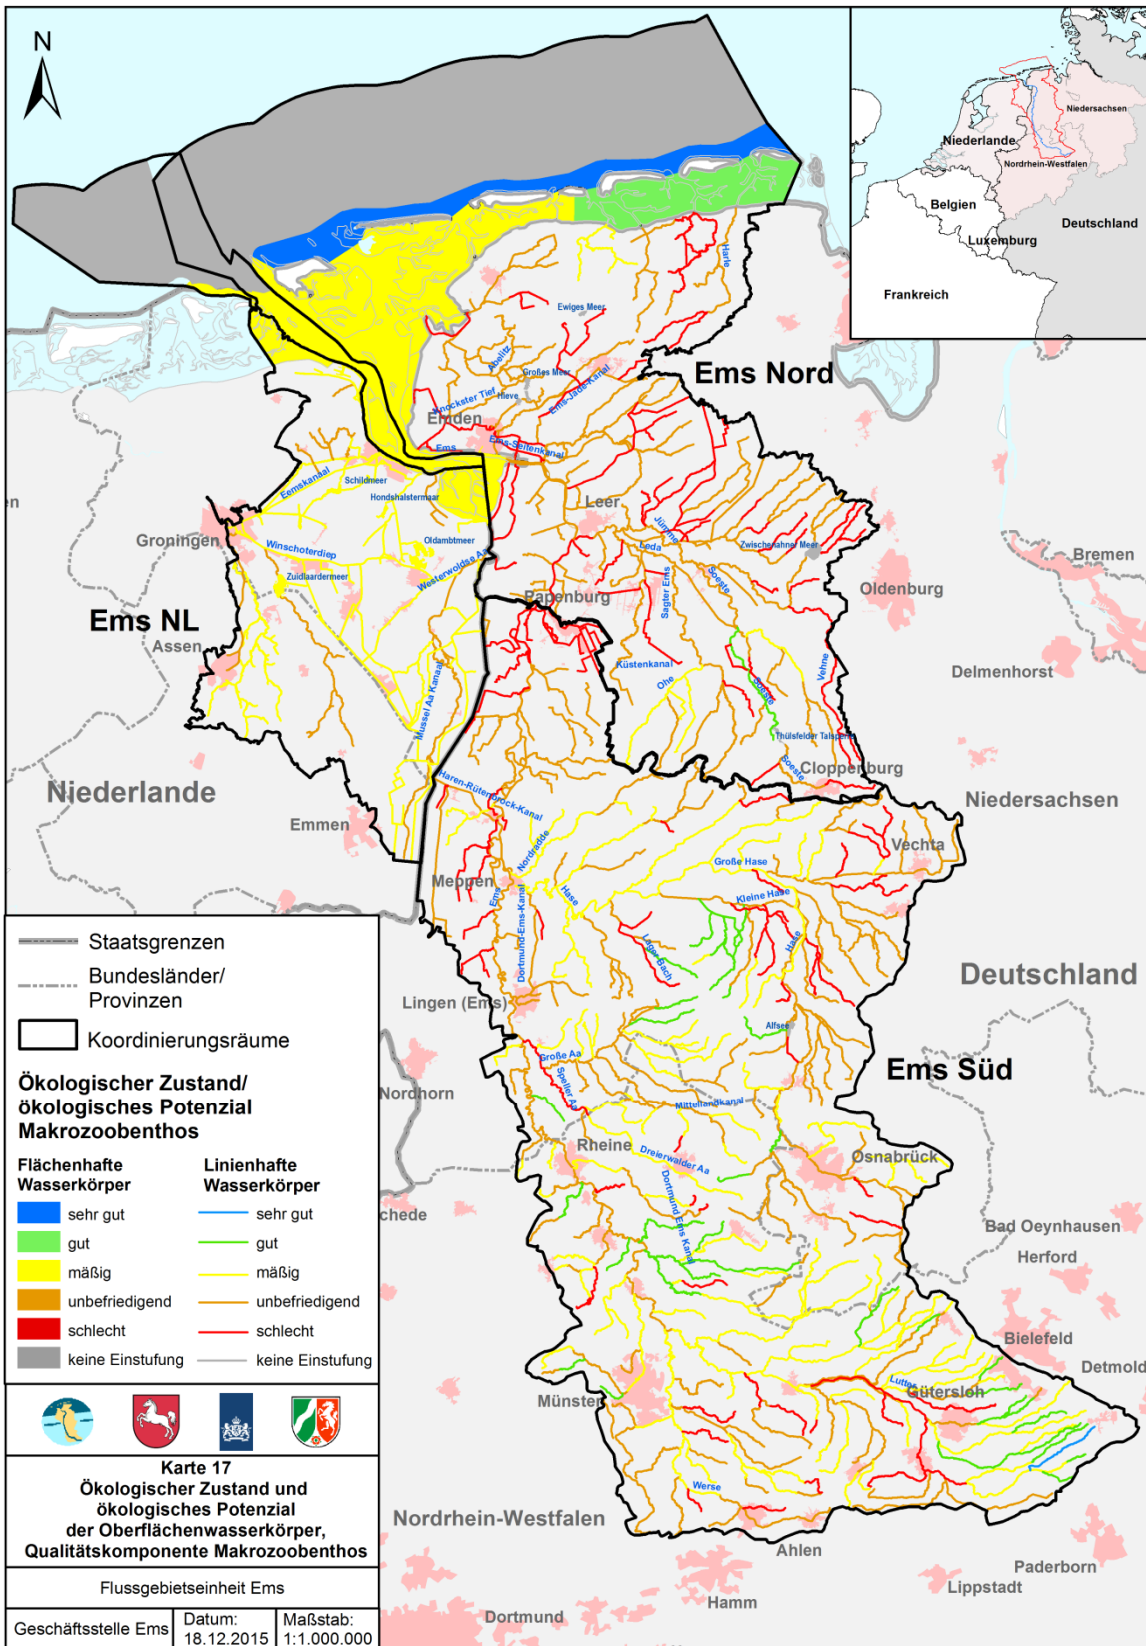 N
Niedersachsen
Niederlande
Nordrhein-Westfalen
Belgien
Luxemburg
Deutschland
Frankreich
Harle
Ewiges Meer
Abelitz
Großes Meer
Ems Nord
Hieve
Ems-Jade-Kanal
Knockster Tief
Emden
Ems
Ems-Seitenkanal
Eemskanaal
Schildmeer
Hondshalstermaar
Leer
Jümme
Groningen
Winschoterdiep
Oldambtmeer
Leda
Zwischenahner Meer
Bremen
Westerwoldse Aa
Zuidlaardermeer
Sagter Ems
Soeste
Oldenburg
Papenburg
Ems NL
Assen
Küstenkanal
Ohe
Soeste
Vehne
Delmenhorst
Mussel Aa Kanaal
Thülsfelder Talsperre
Soeste
Cloppenburg
Haren-Rütenbrock-Kanal
Niederlande
Niedersachsen
Emmen
Nordradde
Vechta
Große Hase
Meppen
Kleine Hase
Ems
Hase
Dortmund-Ems-Kanal
Lager Bach
Hase
Deutschland
Lingen (Ems)
Alfsee
Große Aa
Ems Süd
Speller Aa
Nordhorn
Mittellandkanal
Rheine
Dreierwalder Aa
Osnabrück
Dortmund Ems Kanal
chede
Bad Oeynhausen
Herford
Bielefeld
Detmold
Lutter
Gütersloh
Münster
Werse
Nordrhein-Westfalen
Ahlen
Paderborn
Lippstadt
Hamm
Dortmund
Staatsgrenzen
Bundesländer/
Provinzen
Koordinierungsräume
Ökologischer Zustand/
ökologisches Potenzial
Makrozoobenthos
Flächenhafte
Wasserkörper
sehr gut
gut
mäßig
unbefriedigend
schlecht
keine Einstufung
Linienhafte
Wasserkörper
sehr gut
gut
mäßig
unbefriedigend
schlecht
keine Einstufung
Karte 17
Ökologischer Zustand und
ökologisches Potenzial
der Oberflächenwasserkörper,
Qualitätskomponente Makrozoobenthos
Flussgebietseinheit Ems
Geschäftsstelle Ems
Datum:
18.12.2015
Maßstab:
1:1.000.000